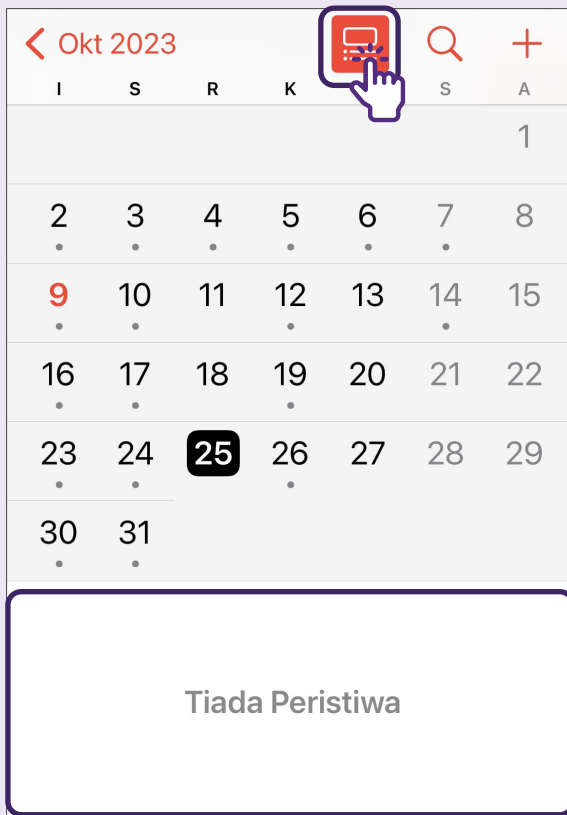 Okt 2023
I S R K S A
1
2 3 4 5 6 7 8
9 10 11 12 13 14 15
16 17 18 19 20 21 22
23 24 25 26 27 28 29
30 31
Tiada Peristiwa